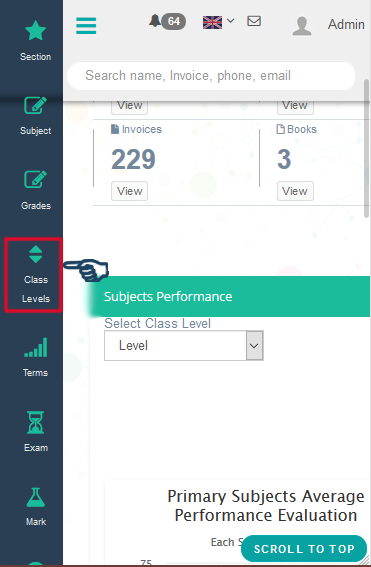 Section
Subject
Grades
Class
Levels
Terms
Exam
Mark
64
Admin
Search name, Invoice, phone, email
View
View
Invoices
Books
229
3
View
View
Subjects Performance
Select Class Level
Level
Primary Subjects Average
Performance Evaluation
Each S
SCROLL TO TOP
75